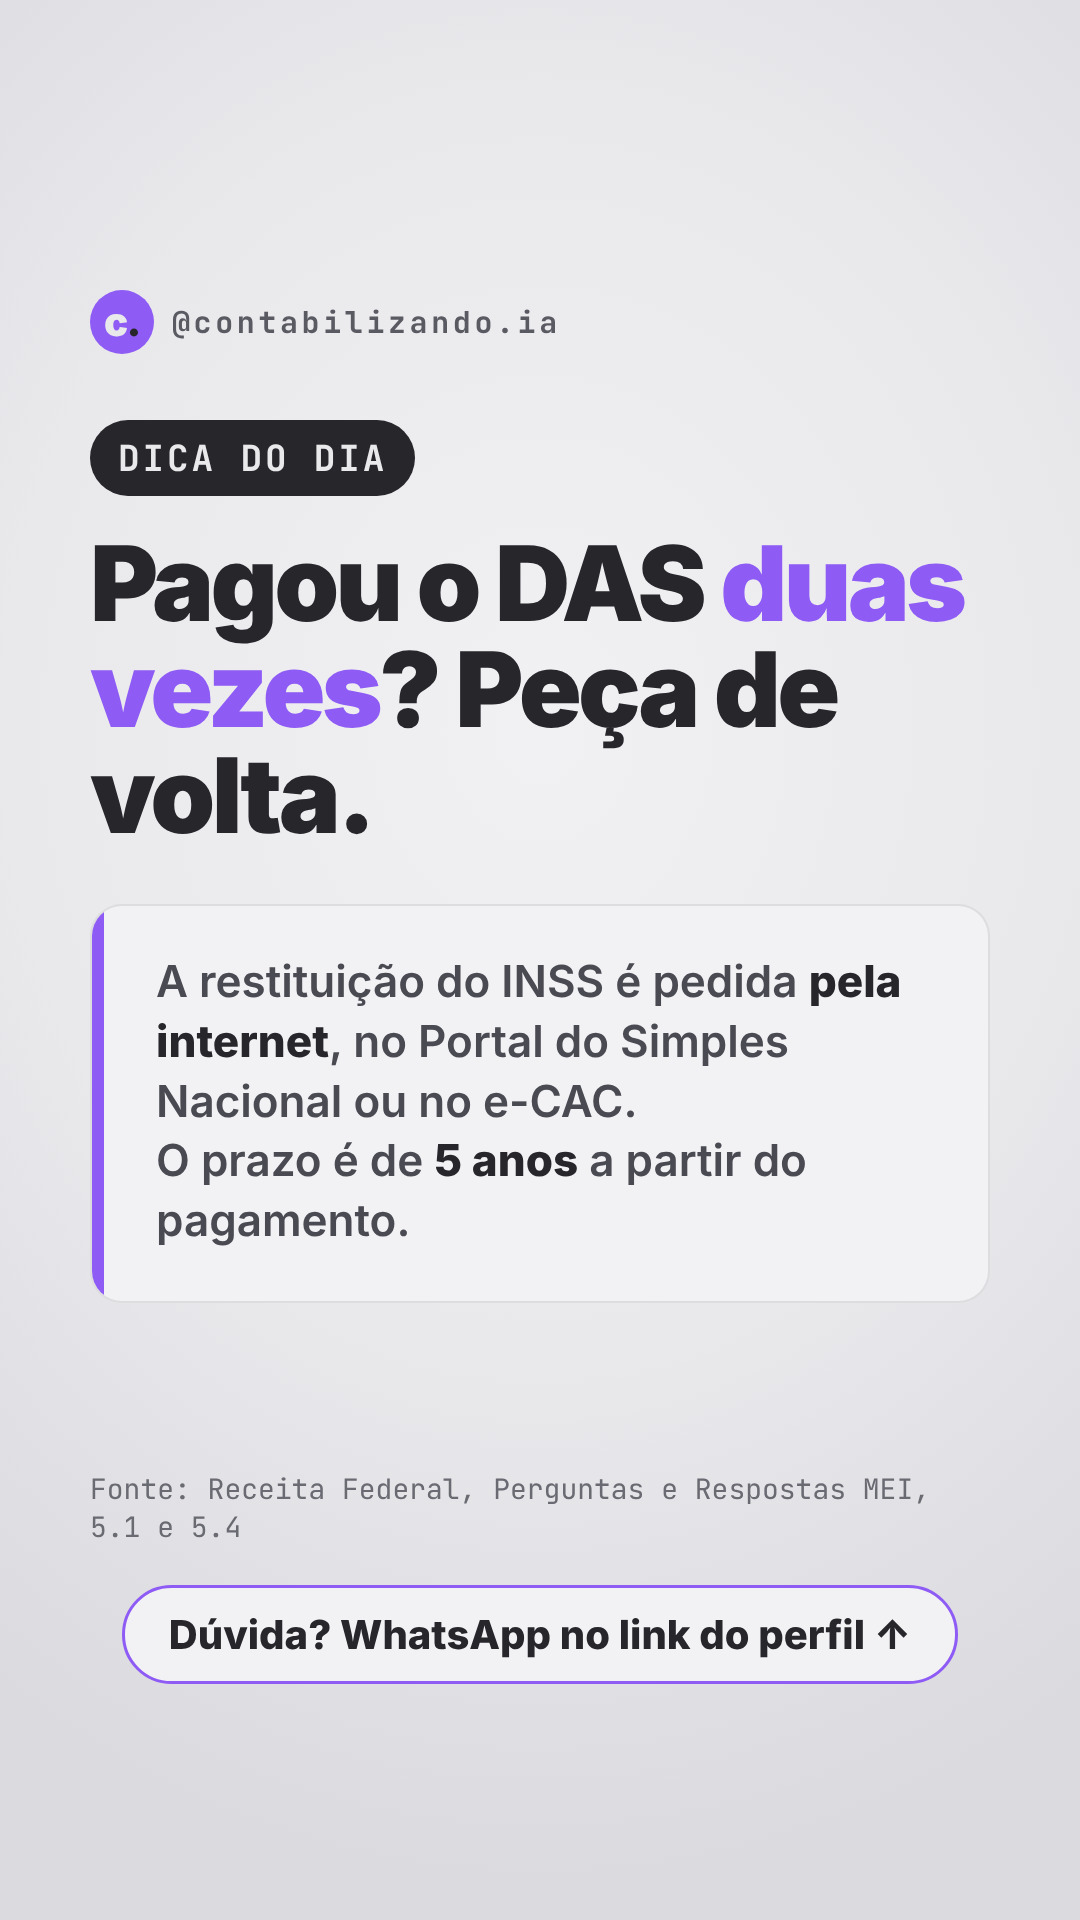 c. @contabilizando.ia
DICA DO DIA
Pagou o DAS duas
vezes? Peça de
volta.
A restituição do INSS é pedida pela
internet, no Portal do Simples
Nacional ou no e-CAC.
O prazo é de 5 anos a partir do
pagamento.
Fonte: Receita Federal, Perguntas e Respostas MEI,
5.1 e 5.4
Dúvida? WhatsApp no link do perfil ↑